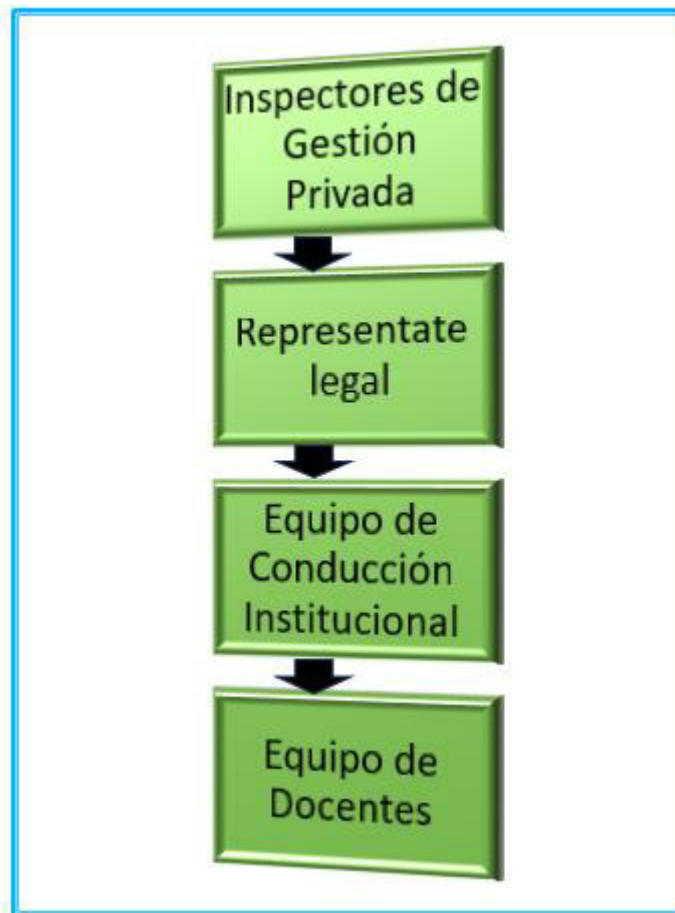 Inspectores de
Gestión
Privada
Representate
legal
Equipo de
Conducción
Institucional
Equipo de
Docentes